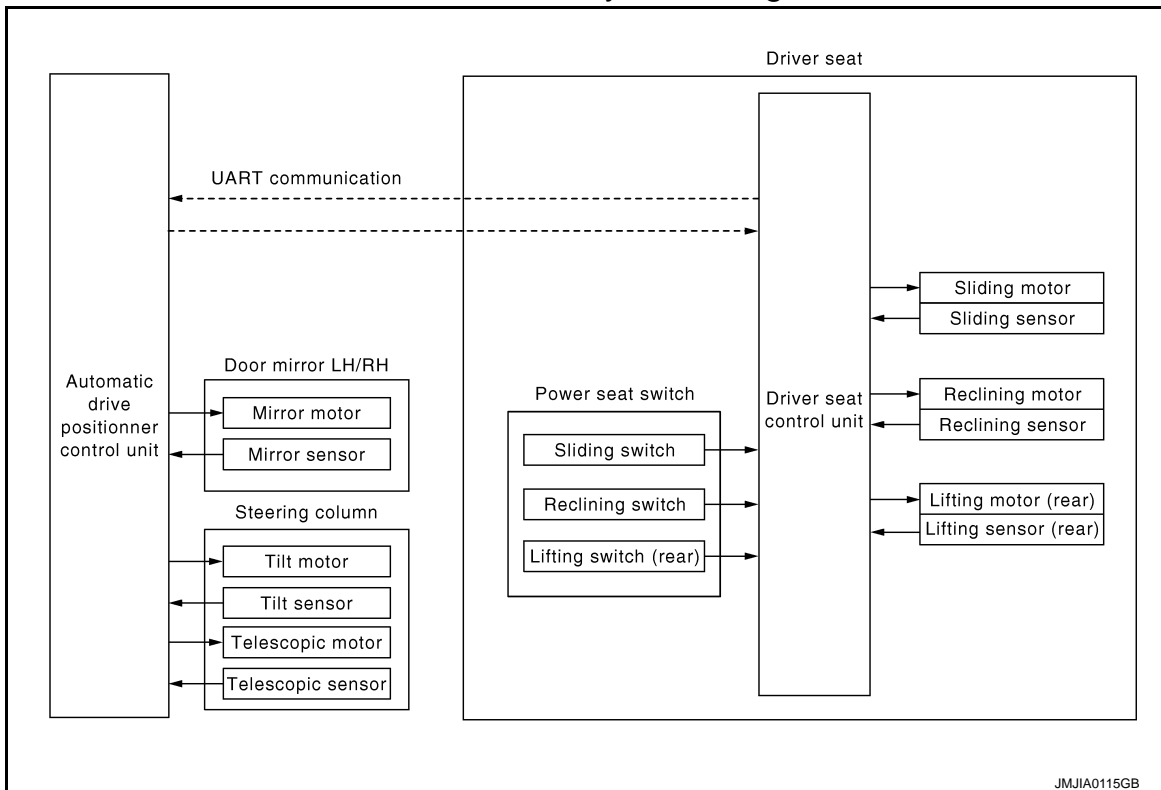 Driver seat
UART communication
Sliding motor
Sliding sensor
Door mirror LH/RH
Automatic
drive
positionner
control unit
Mirror motor
Mirror sensor
Power seat switch
Driver seat
control unit
Reclining motor
Reclining sensor
Sliding switch
Reclining switch
Lifting switch (rear)
Lifting motor (rear)
Lifting sensor (rear)
Steering column
Tilt motor
Tilt sensor
Telescopic motor
Telescopic sensor
JMJIA0115GB